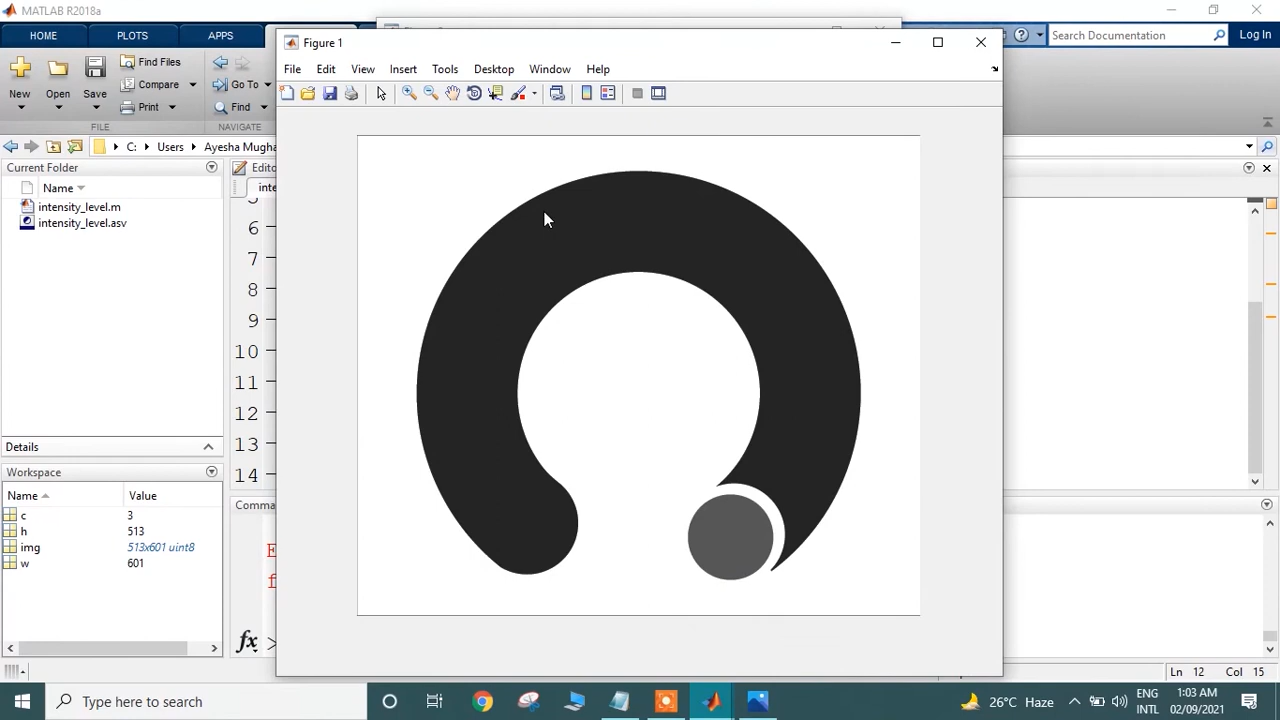 MATLAB R2018a
HOME PLOTS APPS
Search Documentation Log In
New Open Save
Find Files
Compare
Print
Go To
Find
FILE NAVIGATE
C: Users Ayesha
Current Folder
Name
intensity_level.m
intensity_level.asv
Details
Workspace
Name Value
c 3
h 513
img 513x601 uint8
w 601
6
7
8
9
10
11
12
13
14
fx >
Figure 1
File Edit View Insert Tools Desktop Window Help
Ln 12 Col 15
Type here to search
26°C Haze
ENG
INTL
1:03 AM
02/09/2021